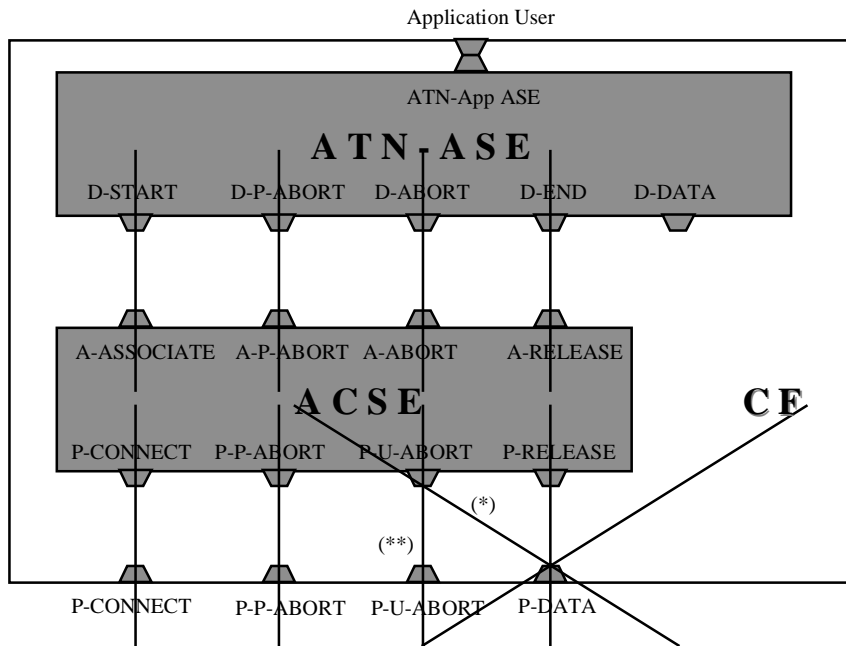 Application User
ATN-App ASE
ATN-ASE
D-START D-P-ABORT D-ABORT D-END D-DATA
A-ASSOCIATE A-P-ABORT A-ABORT A-RELEASE
ACSE CF
P-CONNECT P-P-ABORT P-U-ABORT P-RELEASE
(*)
(**)
P-CONNECT P-P-ABORT P-U-ABORT P-DATA